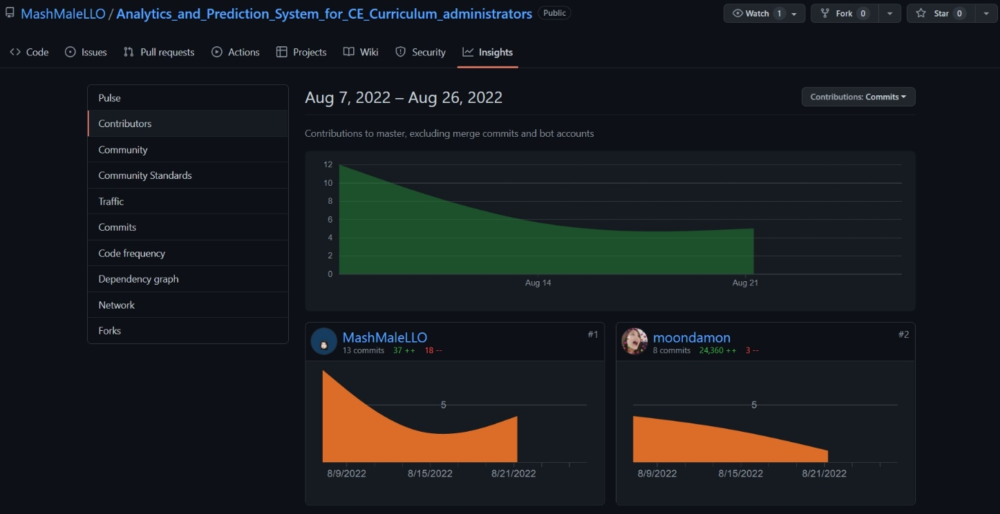 MashMaleLLO / Analytics_and_Prediction_System_for_CE_Curriculum_administrators Public Watch 1 Fork 0 Star 0
Code Issues Pull requests Actions Projects Wiki Security Insights
Pulse
Contributors
Community
Community Standards
Traffic
Commits
Code frequency
Dependency graph
Network
Forks
Aug 7, 2022 – Aug 26, 2022 Contributions: Commits
Contributions to master, excluding merge commits and bot accounts
12
10
8
6
4
2
0
Aug 14 Aug 21
MashMaleLLO #1
13 commits 37 ++ 18 --
5
8/9/2022 8/15/2022 8/21/2022
moondamon #2
8 commits 24,360 ++ 3 --
5
8/9/2022 8/15/2022 8/21/2022